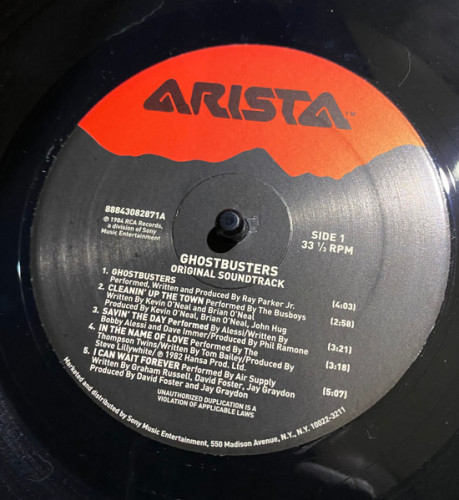 ARISTA™
88843082871A
℗ 1984 RCA Records,
a division of Sony
Music Entertainment
SIDE 1
33 ⅓ RPM
GHOSTBUSTERS
ORIGINAL SOUNDTRACK
1. GHOSTBUSTERS
Performed, Written and Produced by Ray Parker Jr. (4:03)
2. CLEANIN' UP THE TOWN Performed By The Busboys
Written By Kevin O'Neal and Brian O'Neal
Produced By Kevin O'Neal, Brian O'Neal, John Hug (2:58)
3. SAVIN' THE DAY Performed By Alessi/Written By
Bobby Alessi and Dave Immer/Produced By Phil Ramone (3:21)
4. IN THE NAME OF LOVE Performed By The
Thompson Twins/Written By Tom Bailey/Produced By (3:18)
Steve Lillywhite/ ℗ 1982 Hansa Prod. Ltd.
5. I CAN WAIT FOREVER Performed By Air Supply
Written By Graham Russell, David Foster, Jay Graydon
Produced By David Foster and Jay Graydon (5:07)
UNAUTHORIZED DUPLICATION IS A
VIOLATION OF APPLICABLE LAWS
Marketed and distributed by Sony Music Entertainment, 550 Madison Avenue, N.Y., N.Y. 10022-3211